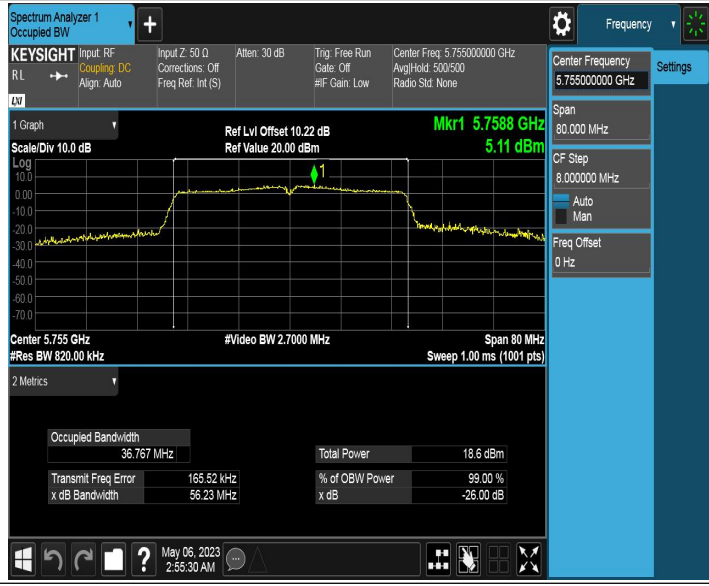 Spectrum Analyzer 1
Occupied BW
+
Frequency
KEYSIGHT
RL
LXI
Input: RF
Coupling: DC
Align: Auto
Input Z: 50 Ω
Corrections: Off
Freq Ref: Int (S)
Atten: 30 dB
Trig: Free Run
Gate: Off
#IF Gain: Low
Center Freq: 5.755000000 GHz
Avg|Hold: 500/500
Radio Std: None
Center Frequency
5.755000000 GHz
Settings
Span
80.000 MHz
CF Step
8.000000 MHz
Auto
Man
Freq Offset
0 Hz
1 Graph
Scale/Div 10.0 dB
Ref Lvl Offset 10.22 dB
Ref Value 20.00 dBm
Mkr1 5.7588 GHz
5.11 dBm
Log
10.0
0.00
-10.0
-20.0
-30.0
-40.0
-50.0
-60.0
-70.0
1
Center 5.755 GHz
#Res BW 820.00 kHz
#Video BW 2.7000 MHz
Span 80 MHz
Sweep 1.00 ms (1001 pts)
2 Metrics
Occupied Bandwidth
36.767 MHz
Total Power 18.6 dBm
Transmit Freq Error 165.52 kHz
% of OBW Power 99.00 %
x dB Bandwidth 56.23 MHz
x dB -26.00 dB
?
May 06, 2023
2:55:30 AM